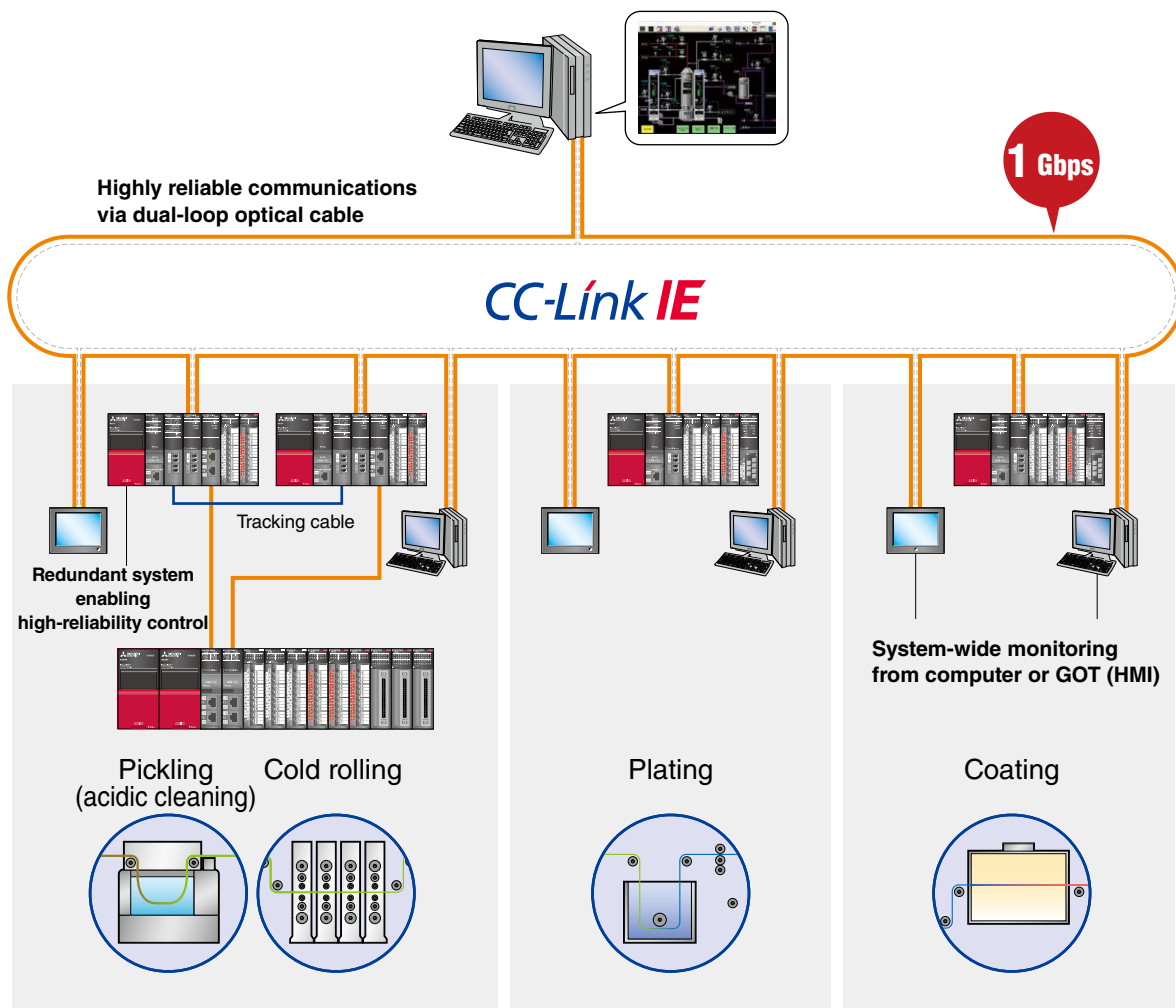 1 Gbps
Highly reliable communications
via dual-loop optical cable
CC-Link IE
Tracking cable
Redundant system
enabling
high-reliability control
System-wide monitoring
from computer or GOT (HMI)
Pickling
(acidic cleaning)
Cold rolling
Plating
Coating